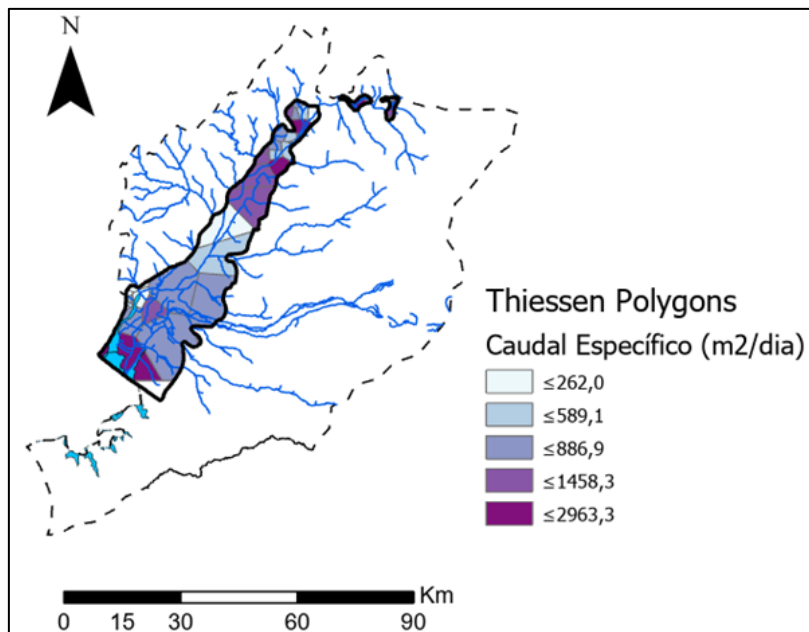 N
Thiessen Polygons
Caudal Específico (m2/dia)
≤262,0
≤589,1
≤886,9
≤1458,3
≤2963,3
Km
0 15 30 60 90